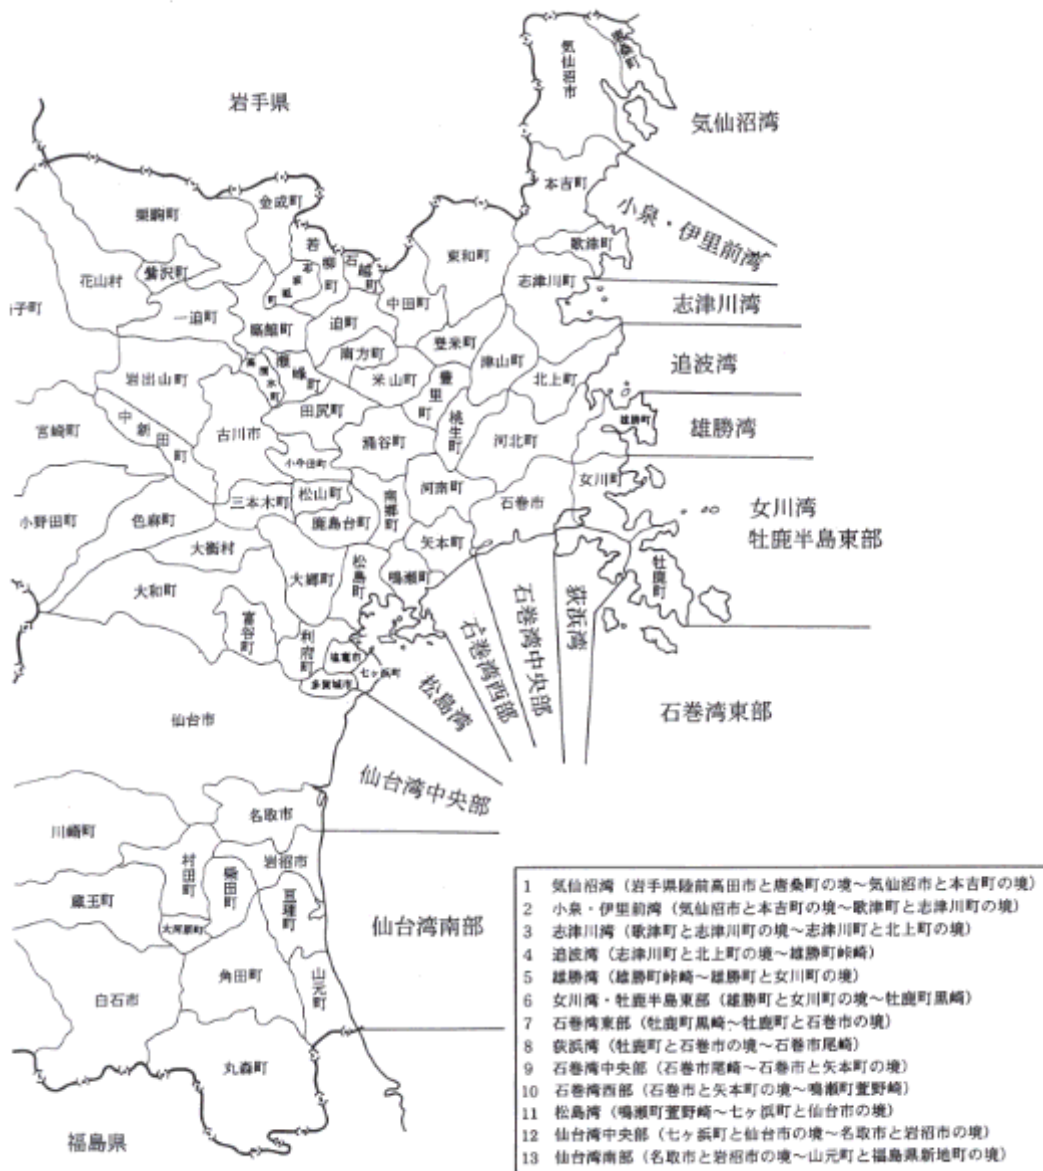 岩手県
気仙沼市
気仙沼湾
本吉町
小泉・伊里前湾
金成町
栗駒町
若柳町
石越町
東和町
歌津町
花山村
鶯沢町
志津川町
志津川湾
中田町
一迫町
築館町
迫町
登米町
津山町
追波湾
南方町
瀬峰町
米山町
豊里町
北上町
岩出山町
高清水町
田尻町
桃生町
雄勝町
雄勝湾
宮崎町
中新田町
古川市
涌谷町
河北町
小牛田町
女川町
三本木町
松山町
南郷町
河南町
石巻市
女川湾
牡鹿半島東部
小野田町
色麻町
鹿島台町
矢本町
大衡村
大和町
大郷町
松島町
鳴瀬町
牡鹿町
富谷町
利府町
塩竈市
七ヶ浜町
多賀城市
松島湾
石巻湾西部
石巻湾中央部
荻浜湾
石巻湾東部
仙台市
仙台湾中央部
名取市
川崎町
村田町
柴田町
岩沼市
蔵王町
亘理町
大河原町
仙台湾南部
角田町
山元町
白石市
丸森町
福島県
1 気仙沼湾(岩手県陸前高田市と唐桑町の境〜気仙沼市と本吉町の境)
2 小泉・伊里前湾(気仙沼市と本吉町の境〜歌津町と志津川町の境)
3 志津川湾(歌津町と志津川町の境〜志津川町と北上町の境)
4 追波湾(志津川町と北上町の境〜雄勝町峠崎)
5 雄勝湾(雄勝町峠崎〜雄勝町と女川町の境)
6 女川湾・牡鹿半島東部(雄勝町と女川町の境〜牡鹿町黒崎)
7 石巻湾東部(牡鹿町黒崎〜牡鹿町と石巻市の境)
8 荻浜湾(牡鹿町と石巻市の境〜石巻市尾崎)
9 石巻湾中央部(石巻市尾崎〜石巻市と矢本町の境)
10 石巻湾西部(石巻市と矢本町の境〜鳴瀬町萱野崎)
11 松島湾(鳴瀬町萱野崎〜七ヶ浜町と仙台市の境)
12 仙台湾中央部(七ヶ浜町と仙台市の境〜名取市と岩沼市の境)
13 仙台湾南部(名取市と岩沼市の境〜山元町と福島県新地町の境)